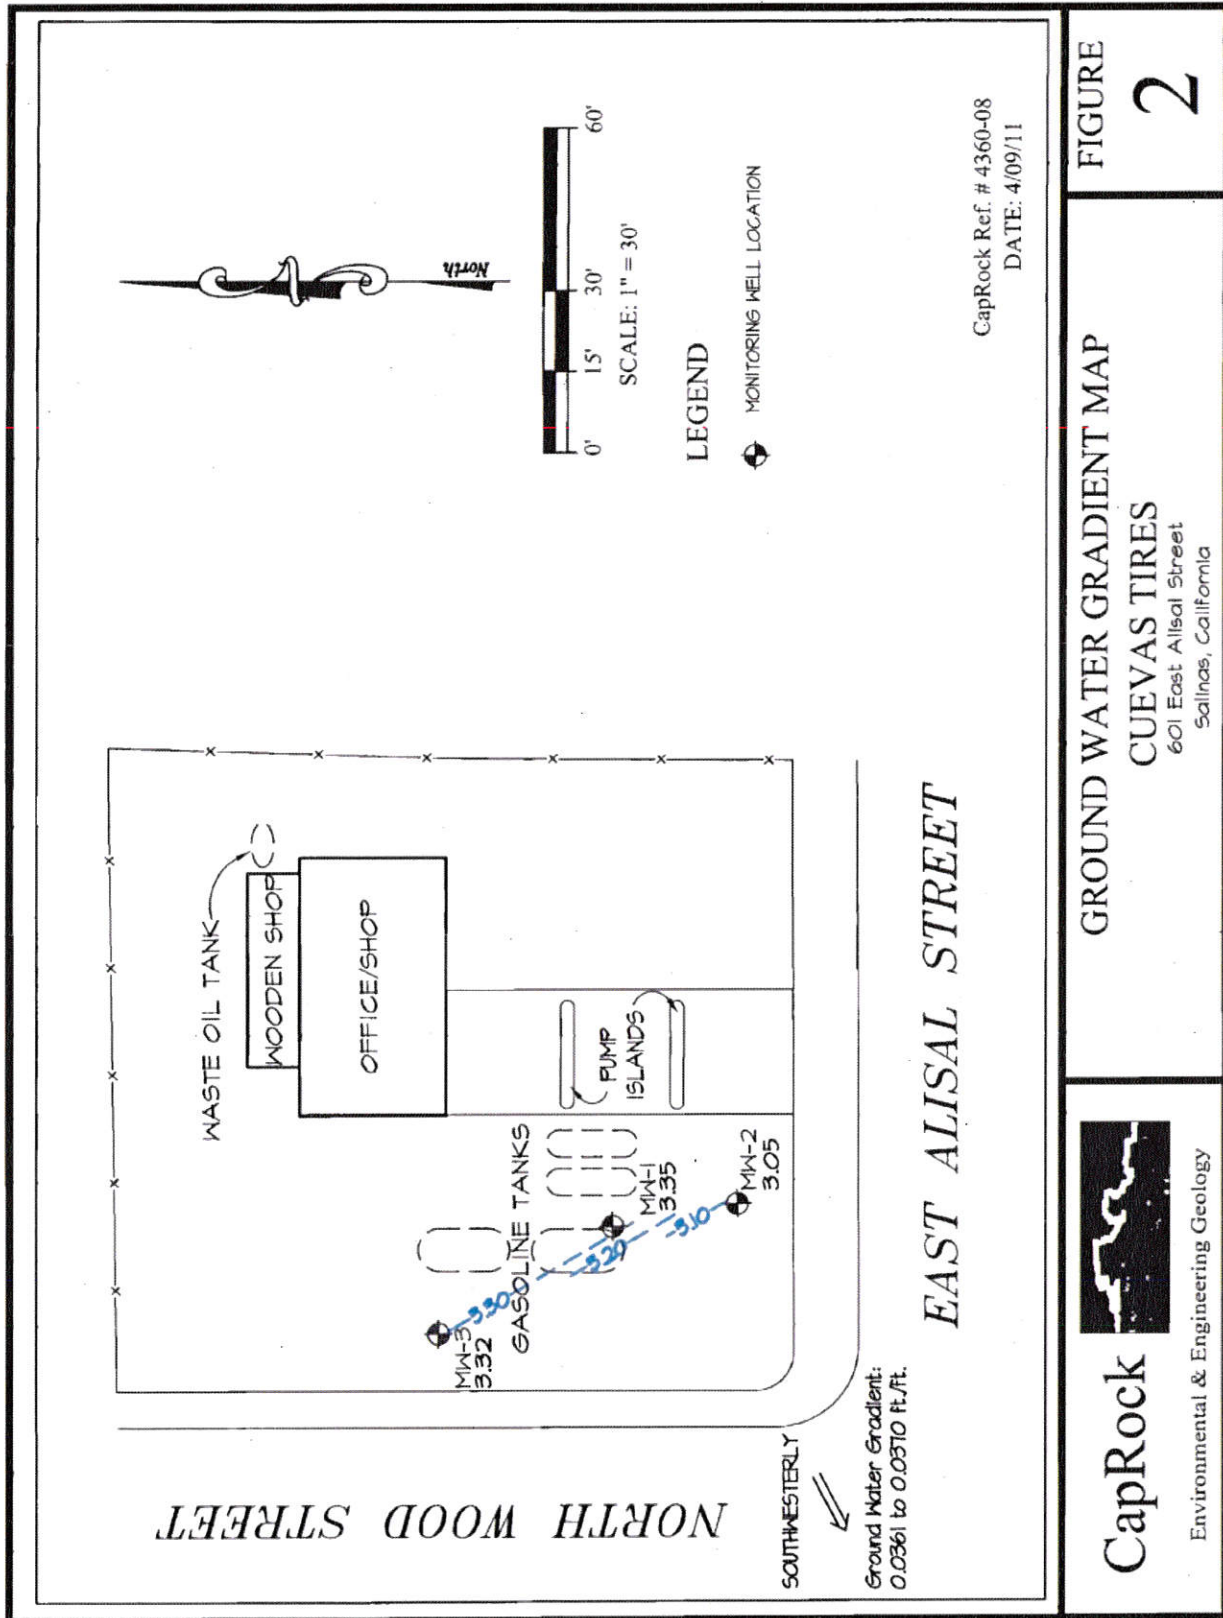 NORTH WOOD STREET
WASTE OIL TANK
WOODEN SHOP
OFFICE/SHOP
MW-3
3.32
3.30
GASOLINE TANKS
3.20
MW-1
3.35
3.10
MW-2
3.05
PUMP
ISLANDS
SOUTHWESTERLY
Ground Water Gradient:
0.0361 to 0.0370 Ft./Ft.
EAST ALISAL STREET
North
0' 15' 30' 60'
SCALE: 1" = 30'
LEGEND
MONITORING WELL LOCATION
CapRock Ref. # 4360-08
DATE: 4/09/11
CapRock
Environmental & Engineering Geology
GROUND WATER GRADIENT MAP
CUEVAS TIRES
601 East Alisal Street
Salinas, California
FIGURE
2